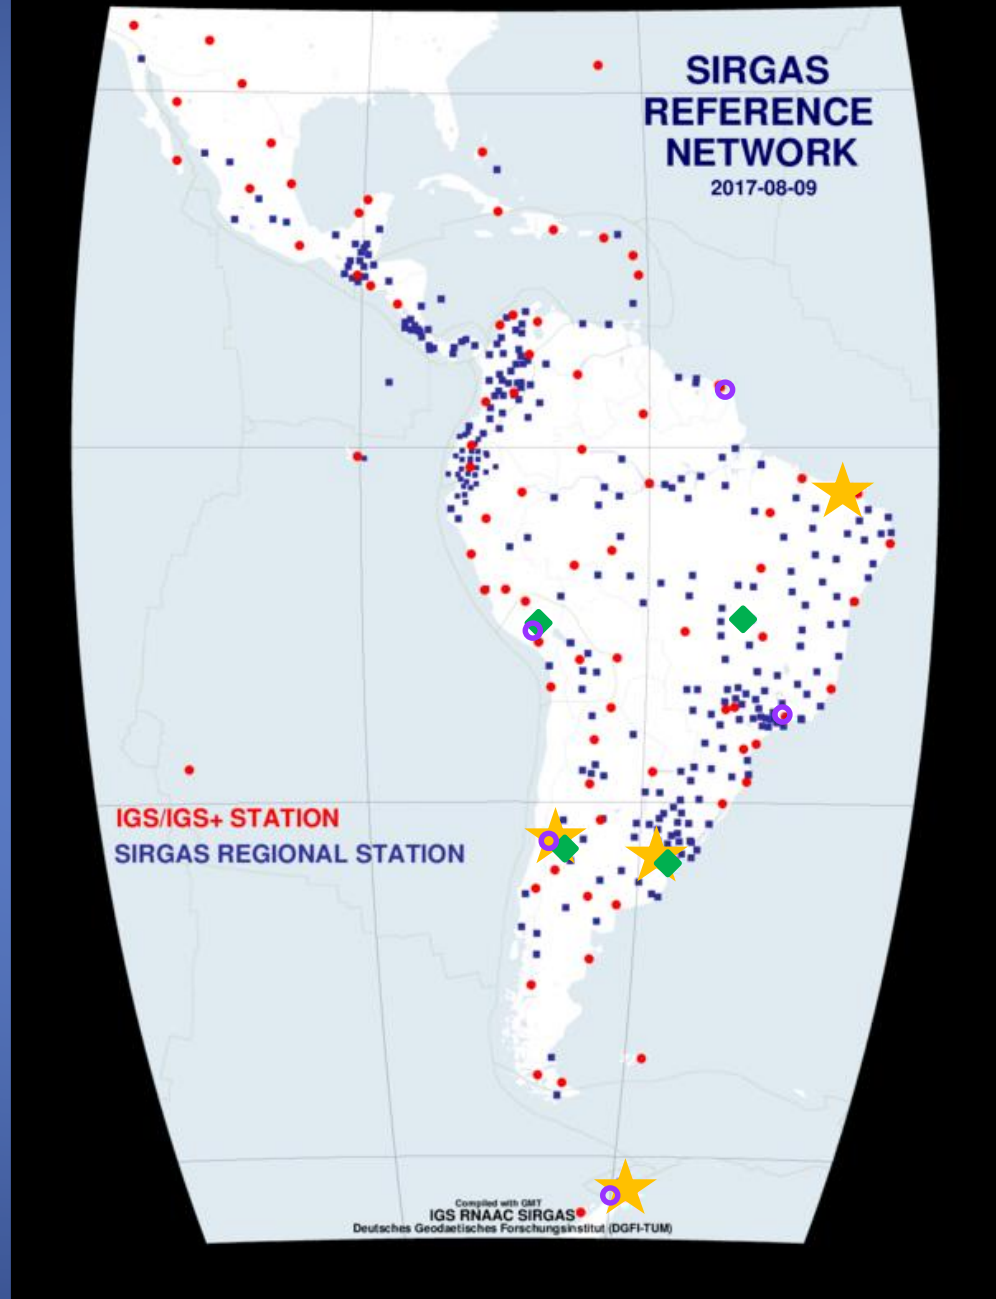 SIRGAS
REFERENCE
NETWORK
2017-08-09
IGS/IGS+ STATION
SIRGAS REGIONAL STATION
Compiled with GMT
IGS RNAAC SIRGAS
Deutsches Geodaetisches Forschungsinstitut (DGFI-TUM)